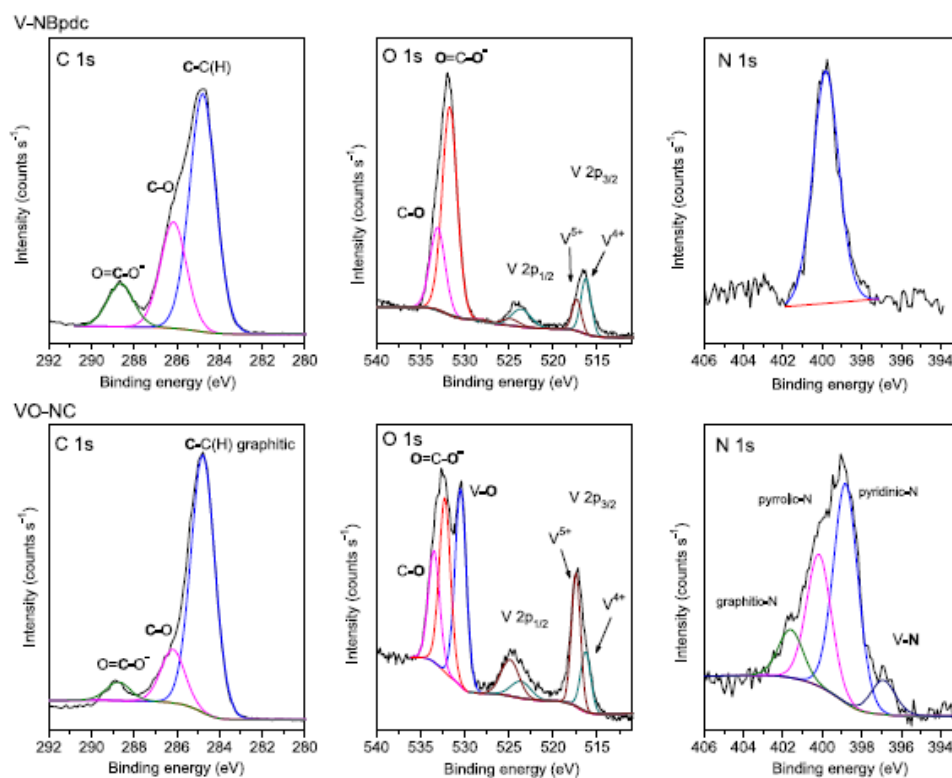 V-NBpdc
C 1s
C-C(H)
C-O
O=C-O⁻
Intensity (counts s⁻¹)
292 290 288 286 284 282 280
Binding energy (eV)
O 1s
O=C-O⁻
C-O
V 2p₃/₂
V⁵⁺
V⁴⁺
V 2p₁/₂
Intensity (counts s⁻¹)
540 535 530 525 520 515
Binding energy (eV)
N 1s
Intensity (counts s⁻¹)
406 404 402 400 398 396 394
Binding energy (eV)
VO-NC
C 1s
C-C(H) graphitic
C-O
O=C-O⁻
Intensity (counts s⁻¹)
292 290 288 286 284 282 280
Binding energy (eV)
O 1s
O=C-O⁻
V-O
C-O
V 2p₃/₂
V⁵⁺
V⁴⁺
V 2p₁/₂
Intensity (counts s⁻¹)
540 535 530 525 520 515
Binding energy (eV)
N 1s
pyrrolic-N
pyridinic-N
graphitic-N
V-N
Intensity (counts s⁻¹)
406 404 402 400 398 396 394
Binding energy (eV)